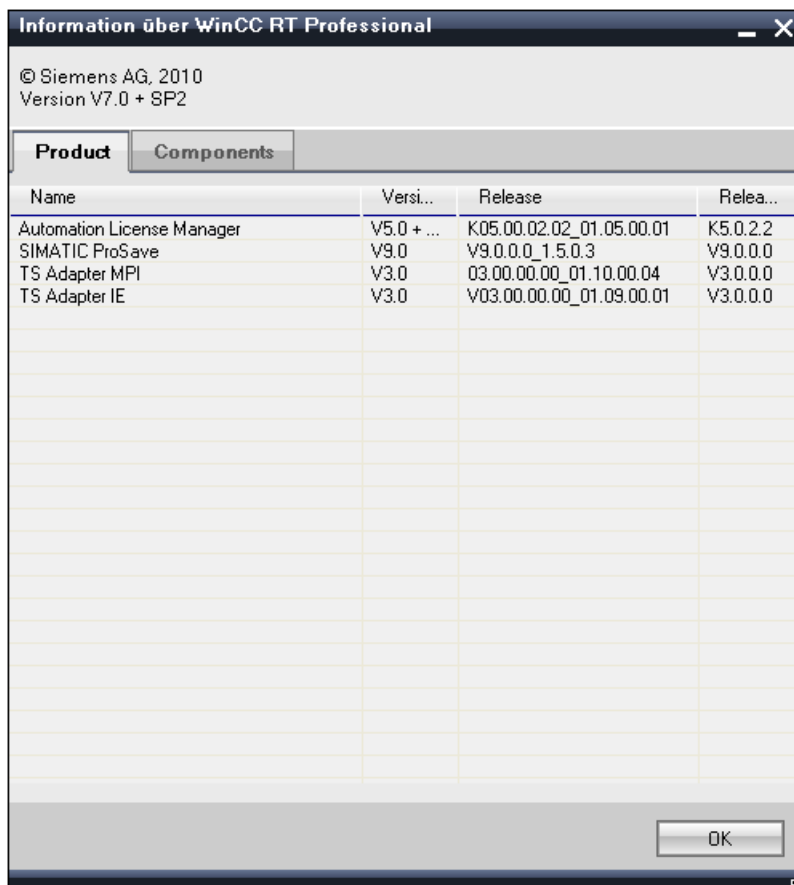 Information über WinCC RT Professional
© Siemens AG, 2010
Version V7.0 + SP2
Product Components
Name Versi... Release Relea...
Automation License Manager V5.0 + ... K05.00.02.02_01.05.00.01 K5.0.2.2
SIMATIC ProSave V9.0 V9.0.0.0_1.5.0.3 V9.0.0.0
TS Adapter MPI V3.0 03.00.00.00_01.10.00.04 V3.0.0.0
TS Adapter IE V3.0 V03.00.00.00_01.09.00.01 V3.0.0.0
OK